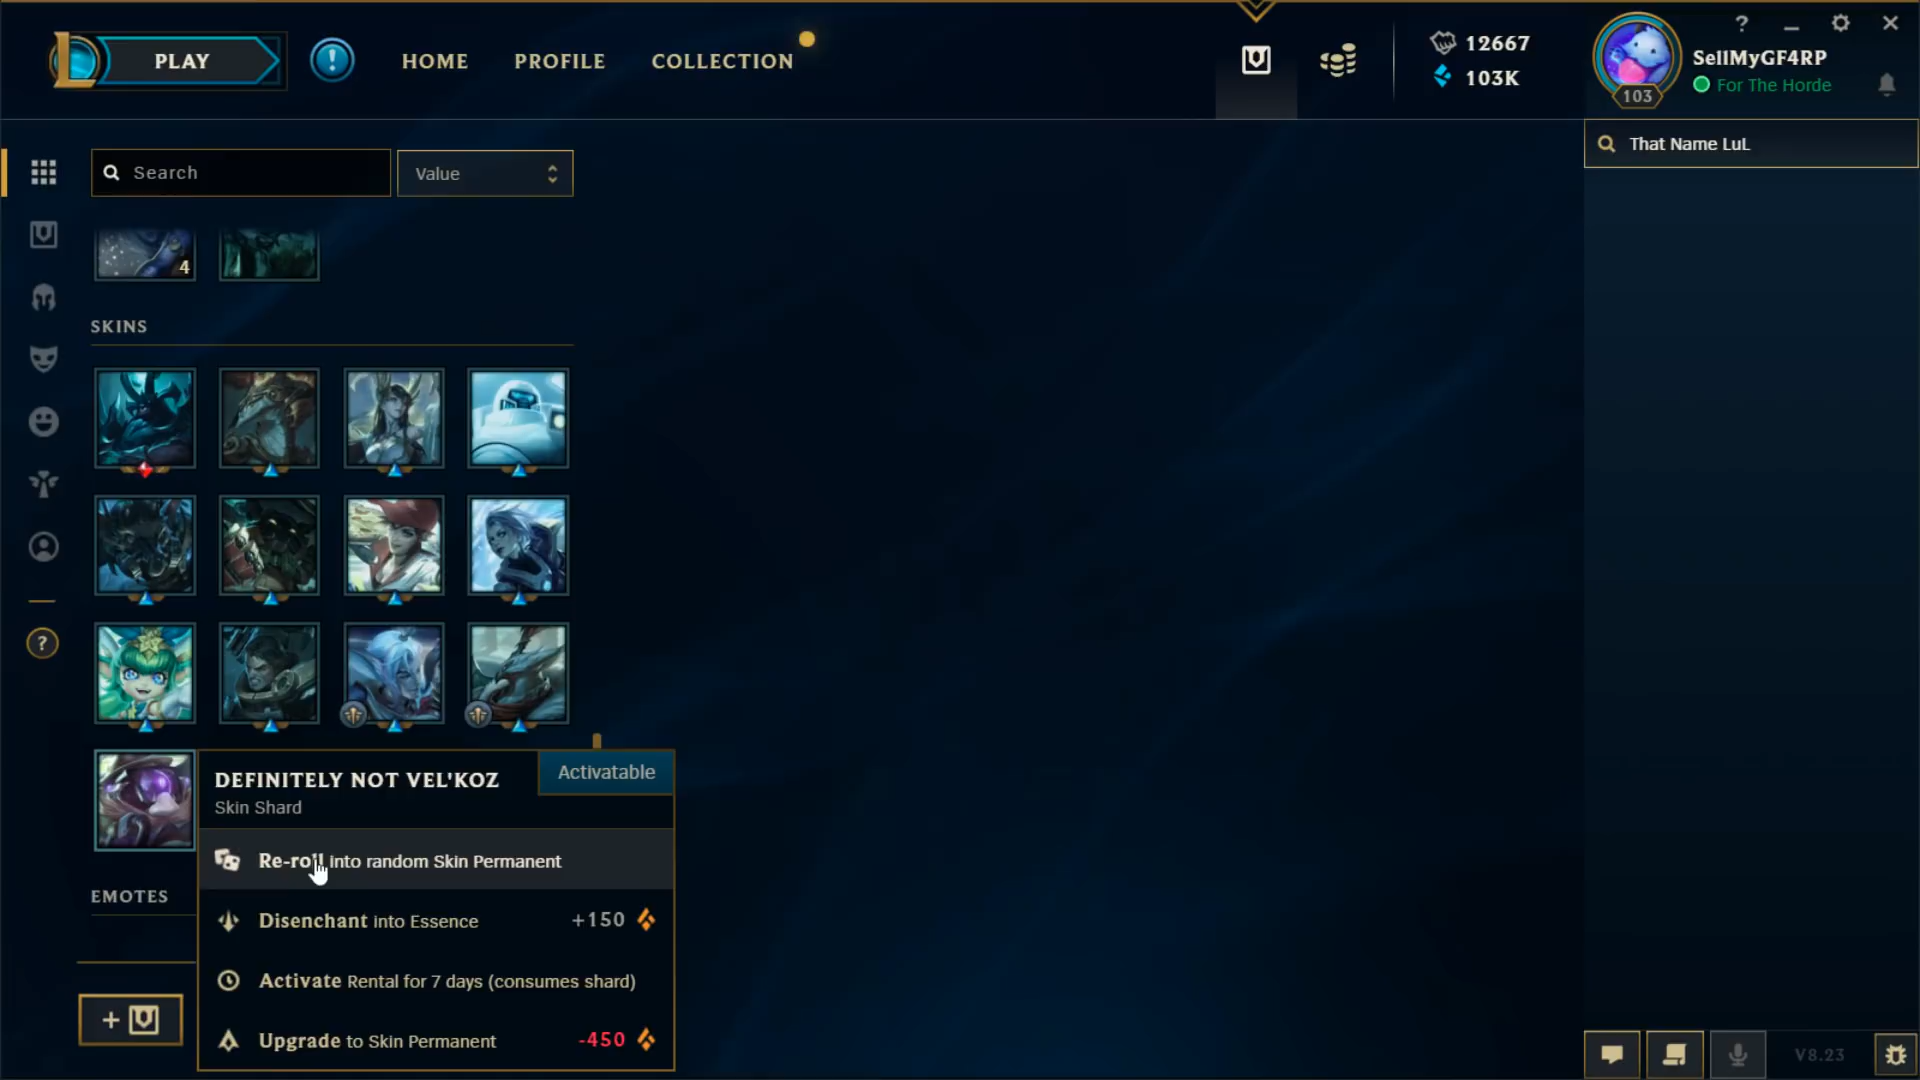 PLAY
HOME
PROFILE
COLLECTION
12667
103K
?
103
SellMyGF4RP
For The Horde
Search
Value
That Name LuL
4
SKINS
?
DEFINITELY NOT VEL'KOZ
Activatable
Skin Shard
Re-roll into random Skin Permanent
EMOTES
Disenchant into Essence +150
Activate Rental for 7 days (consumes shard)
Upgrade to Skin Permanent -450
V8.23